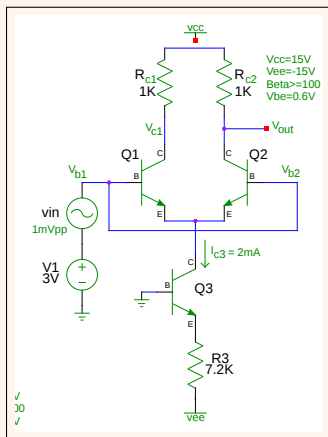 vcc
Rc1
1K
Rc2
1K
Vcc=15V
Vee=-15V
Beta>=100
Vbe=0.6V
Vc1
Vout
C
C
Q1
Q2
Vb1
B
B
Vb2
vin
1mVpp
E
E
Ic3 = 2mA
V1
3V
C
B
Q3
E
R3
7.2K
V
00
V
vee